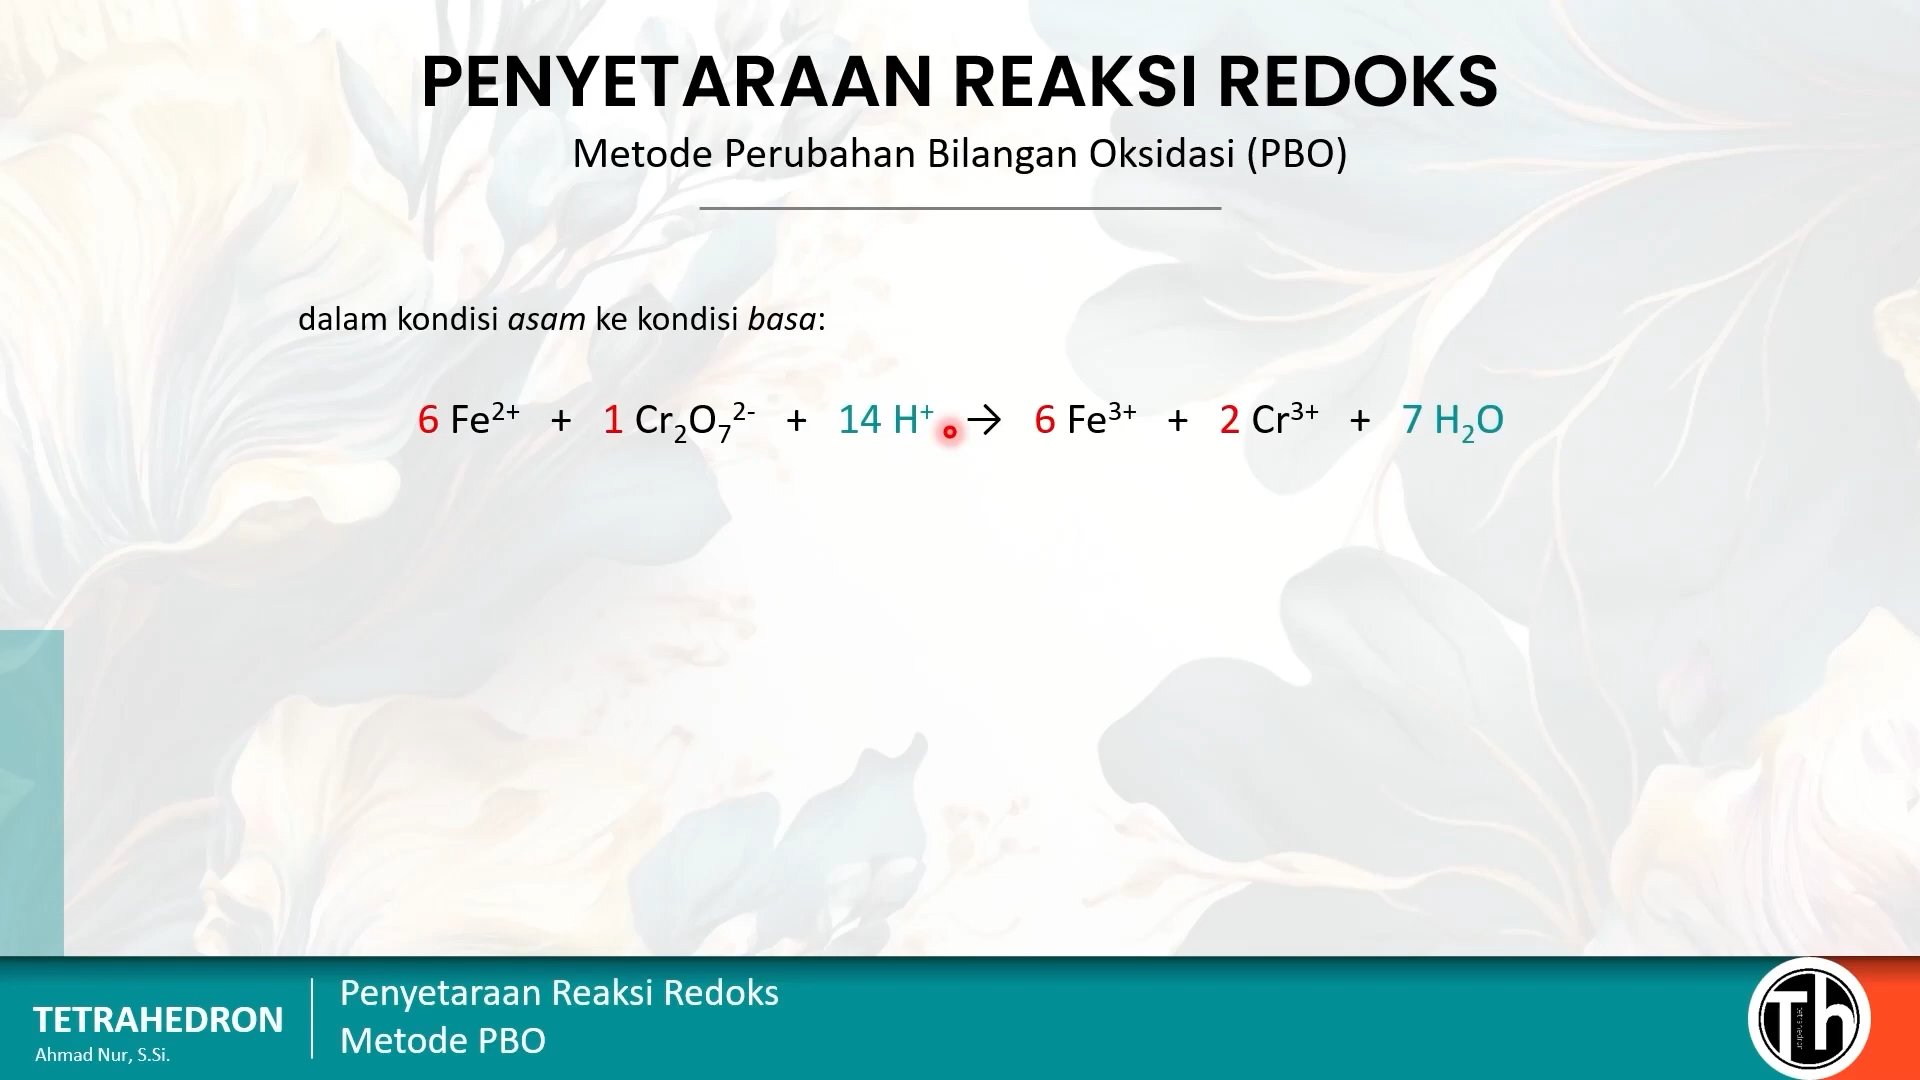 PENYETARAAN REAKSI REDOKS
Metode Perubahan Bilangan Oksidasi (PBO)
dalam kondisi asam ke kondisi basa:
6 Fe²⁺ + 1 Cr₂O₇²⁻ + 14 H⁺ → 6 Fe³⁺ + 2 Cr³⁺ + 7 H₂O
TETRAHEDRON
Ahmad Nur, S.Si.
Penyetaraan Reaksi Redoks
Metode PBO
Th